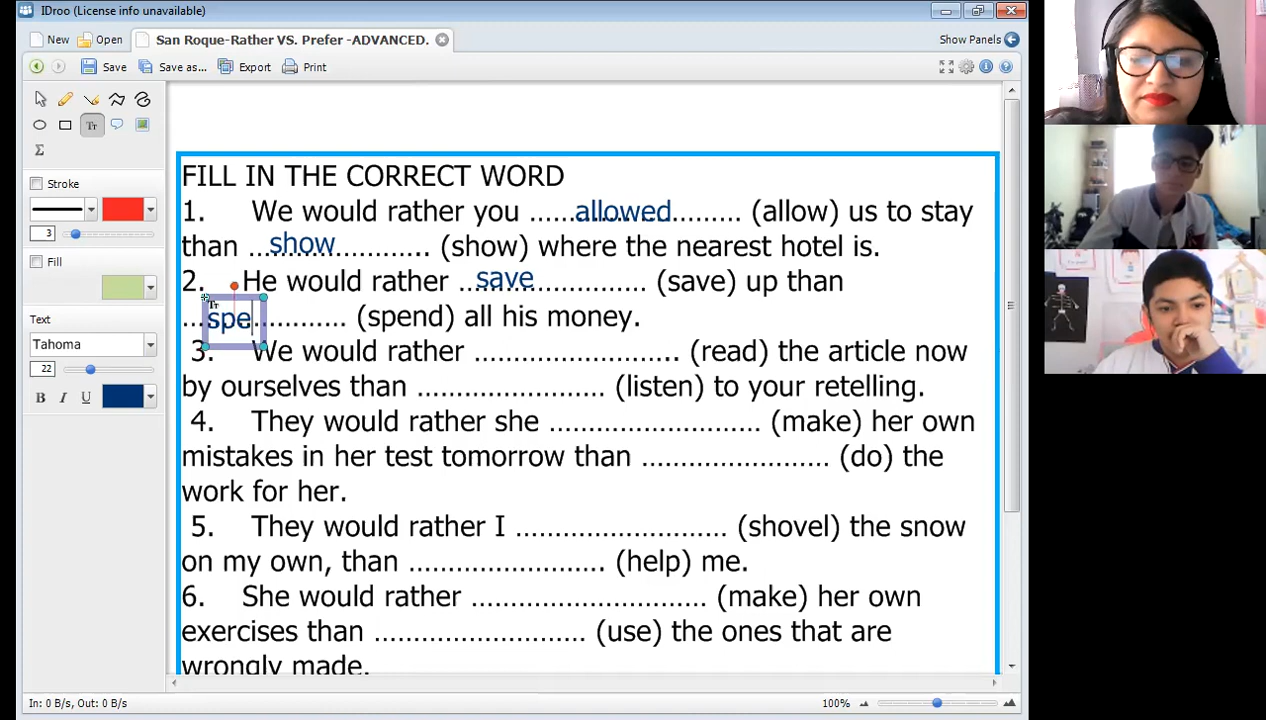 IDroo (License info unavailable)
New Open San Roque-Rather VS. Prefer -ADVANCED. Show Panels
Save Save as... Export Print
FILL IN THE CORRECT WORD
1. We would rather you ......allowed......... (allow) us to stay
than ...show............ (show) where the nearest hotel is.
2. He would rather ...save.............. (save) up than
...spe............ (spend) all his money.
3. We would rather ........................... (read) the article now
by ourselves than ........................ (listen) to your retelling.
4. They would rather she ........................... (make) her own
mistakes in her test tomorrow than ........................ (do) the
work for her.
5. They would rather I ........................... (shovel) the snow
on my own, than ......................... (help) me.
6. She would rather .............................. (make) her own
exercises than ........................... (use) the ones that are
wrongly made.
Tr
Σ
Stroke
3
Fill
Text
Tahoma
22
B I U
In: 0 B/s, Out: 0 B/s
100%